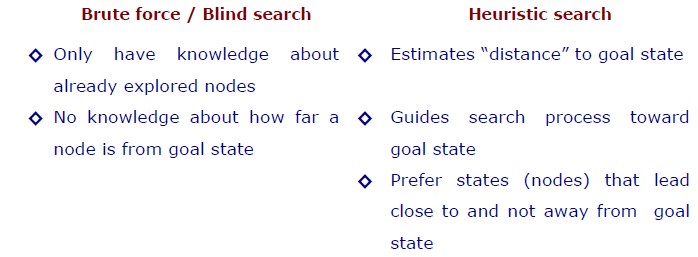 Brute force / Blind search
Only have knowledge about
already explored nodes
No knowledge about how far a
node is from goal state
Heuristic search
Estimates “distance” to goal state
Guides search process toward
goal state
Prefer states (nodes) that lead
close to and not away from goal
state